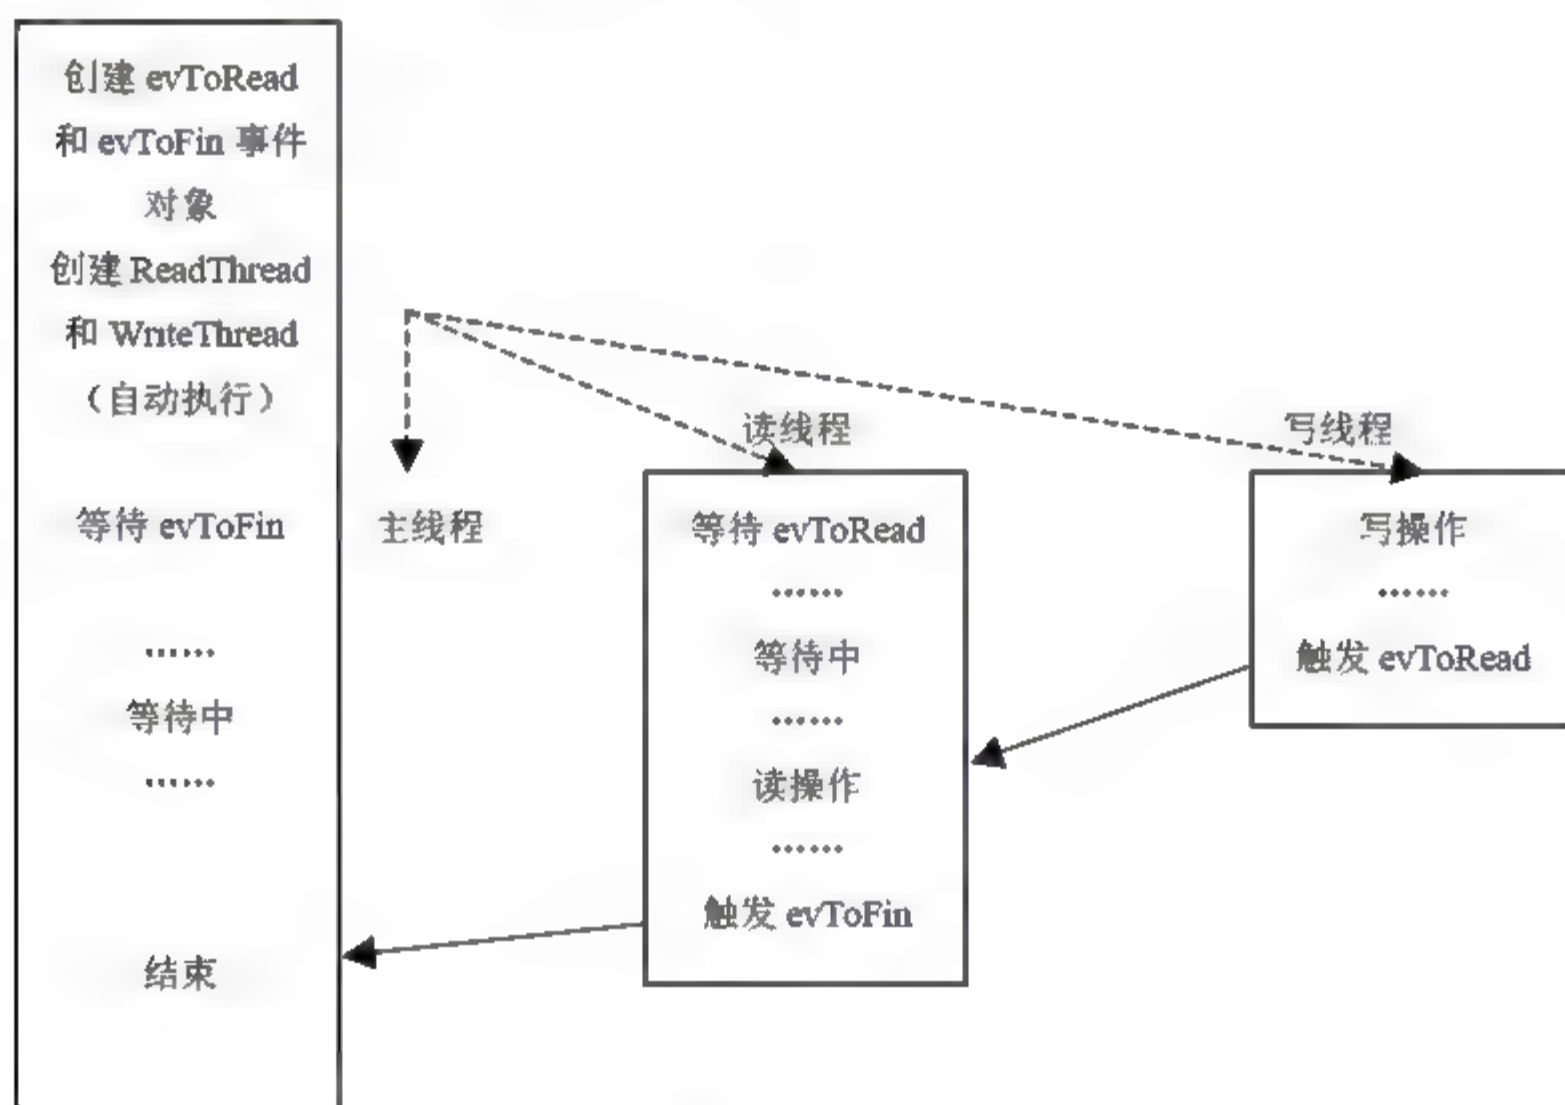 创建 evToRead
和 evToFin 事件
对象
创建 ReadThread
和 WriteThread
（自动执行）
等待 evToFin
······
等待中
······
结束
主线程
读线程
等待 evToRead
······
等待中
······
读操作
······
触发 evToFin
写线程
写操作
······
触发 evToRead